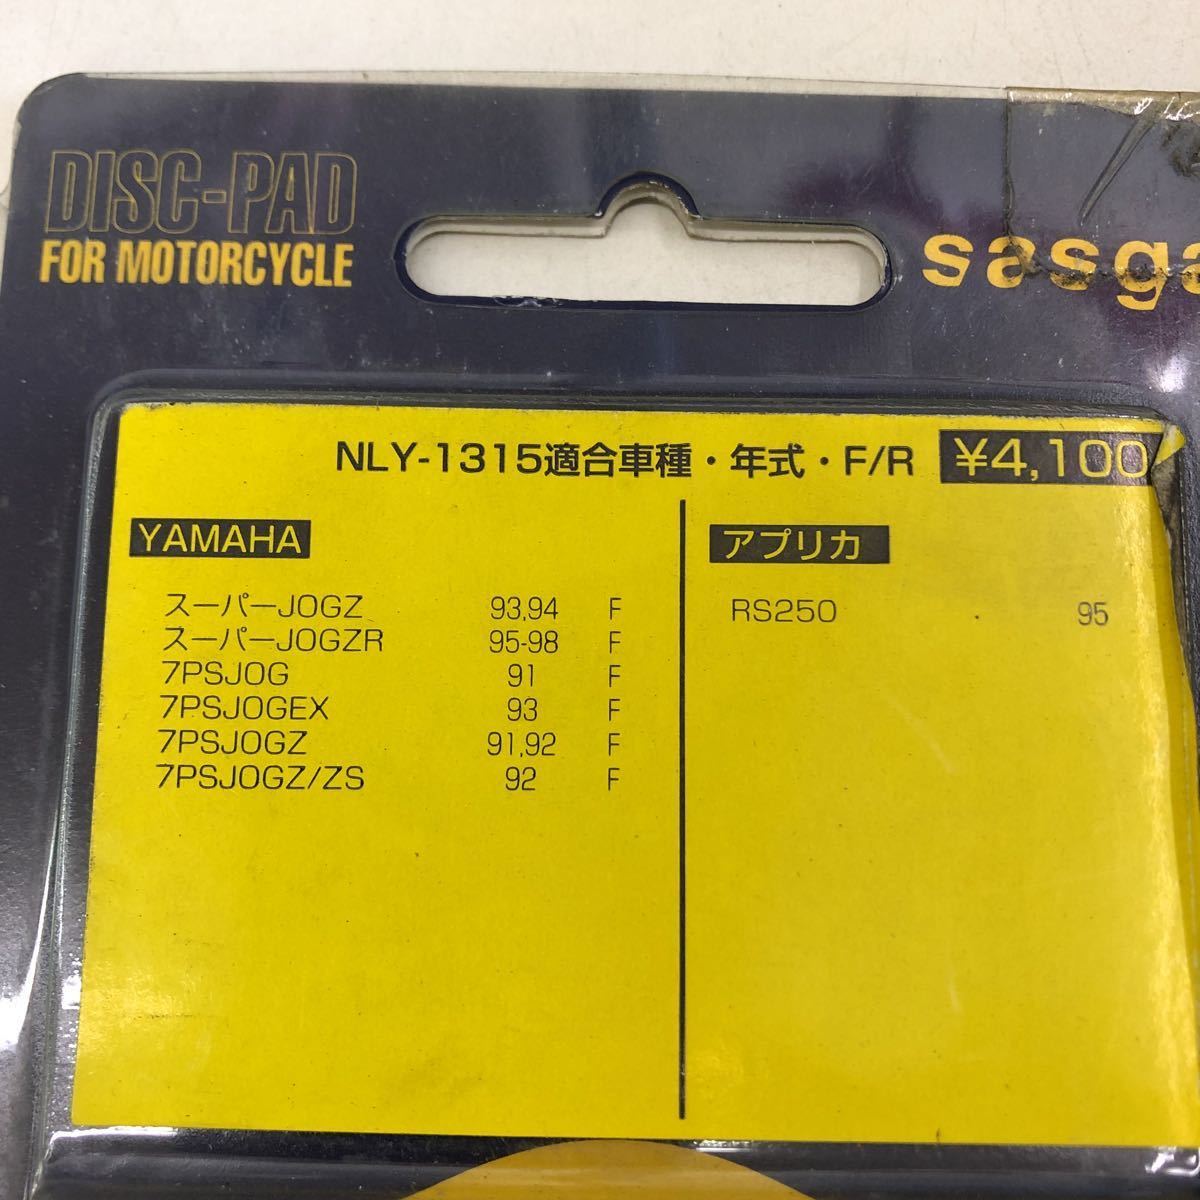 DISC-PAD
FOR MOTORCYCLE
sasga
NLY-1315適合車種・年式・F/R ¥4,100
YAMAHA
スーパーJOGZ 93,94 F
スーパーJOGZR 95-98 F
7PSJOG 91 F
7PSJOGEX 93 F
7PSJOGZ 91,92 F
7PSJOGZ/ZS 92 F
アプリカ
RS250 95